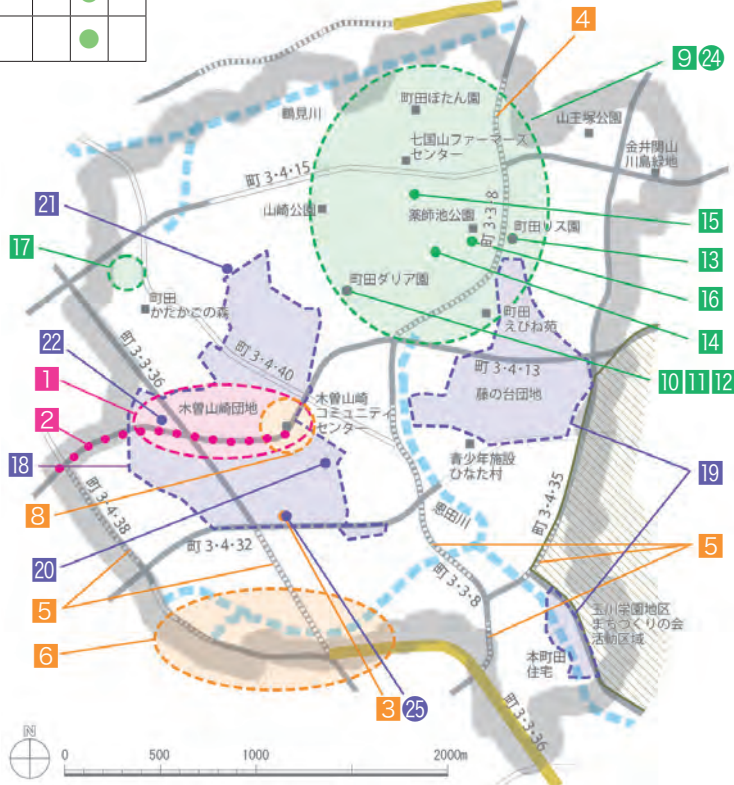 4
9 24
町田ぼたん園
鶴見川
山王塚公園
七国山ファーマーズ
センター
金井関山
川島緑地
町 3・4・15
21
15
山崎公園
薬師池公園
町 3・3・8
町田リス園
17
13
町田ダリア園
16
町田
かたかごの森
町田
えびね苑
14
22
町 3・3・36
町 3・4・40
町 3・4・13
1
木曽山崎団地
木曽山崎
コミュニティ
センター
藤の台団地
10 11 12
2
18
青少年施設
ひなた村
19
8
町 3・4・38
町 3・4・35
恩田川
町 3・4・32
20
5
5
町 3・3・8
6
玉川学園地区
まちづくりの会
活動区域
本町田
住宅
3 25
町 3・3・36
N
0 500 1000 2000m